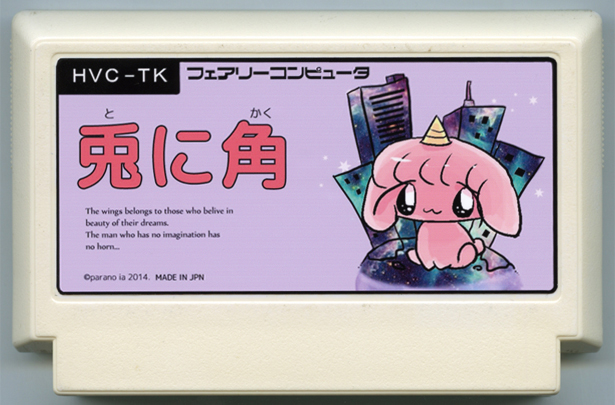 HVC-TK フェアリーコンピュータ
と かく
兎に角
The wings belongs to those who belive in
beauty of their dreams.
The man who has no imagination has
no horn...
©parano ia 2014. MADE IN JPN